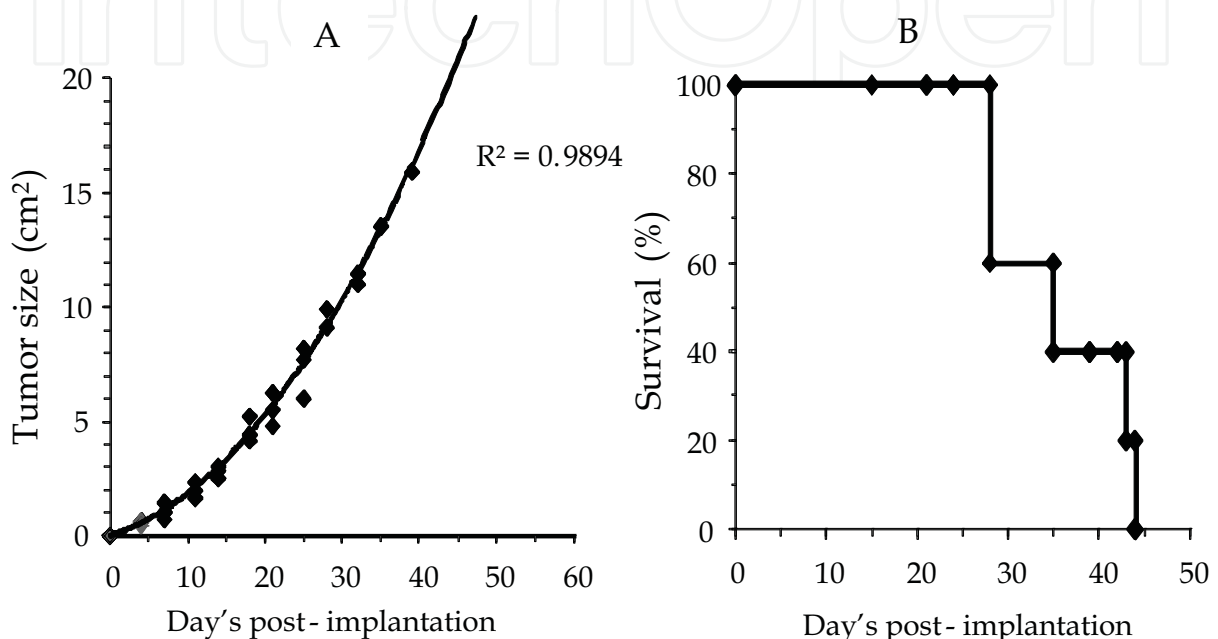 intechopen
A
20
15
10
5
0
R² = 0.9894
Tumor size (cm²)
0 10 20 30 40 50 60
Day's post - implantation
B
100
80
60
40
20
0
Survival (%)
0 10 20 30 40 50
Day's post - implantation